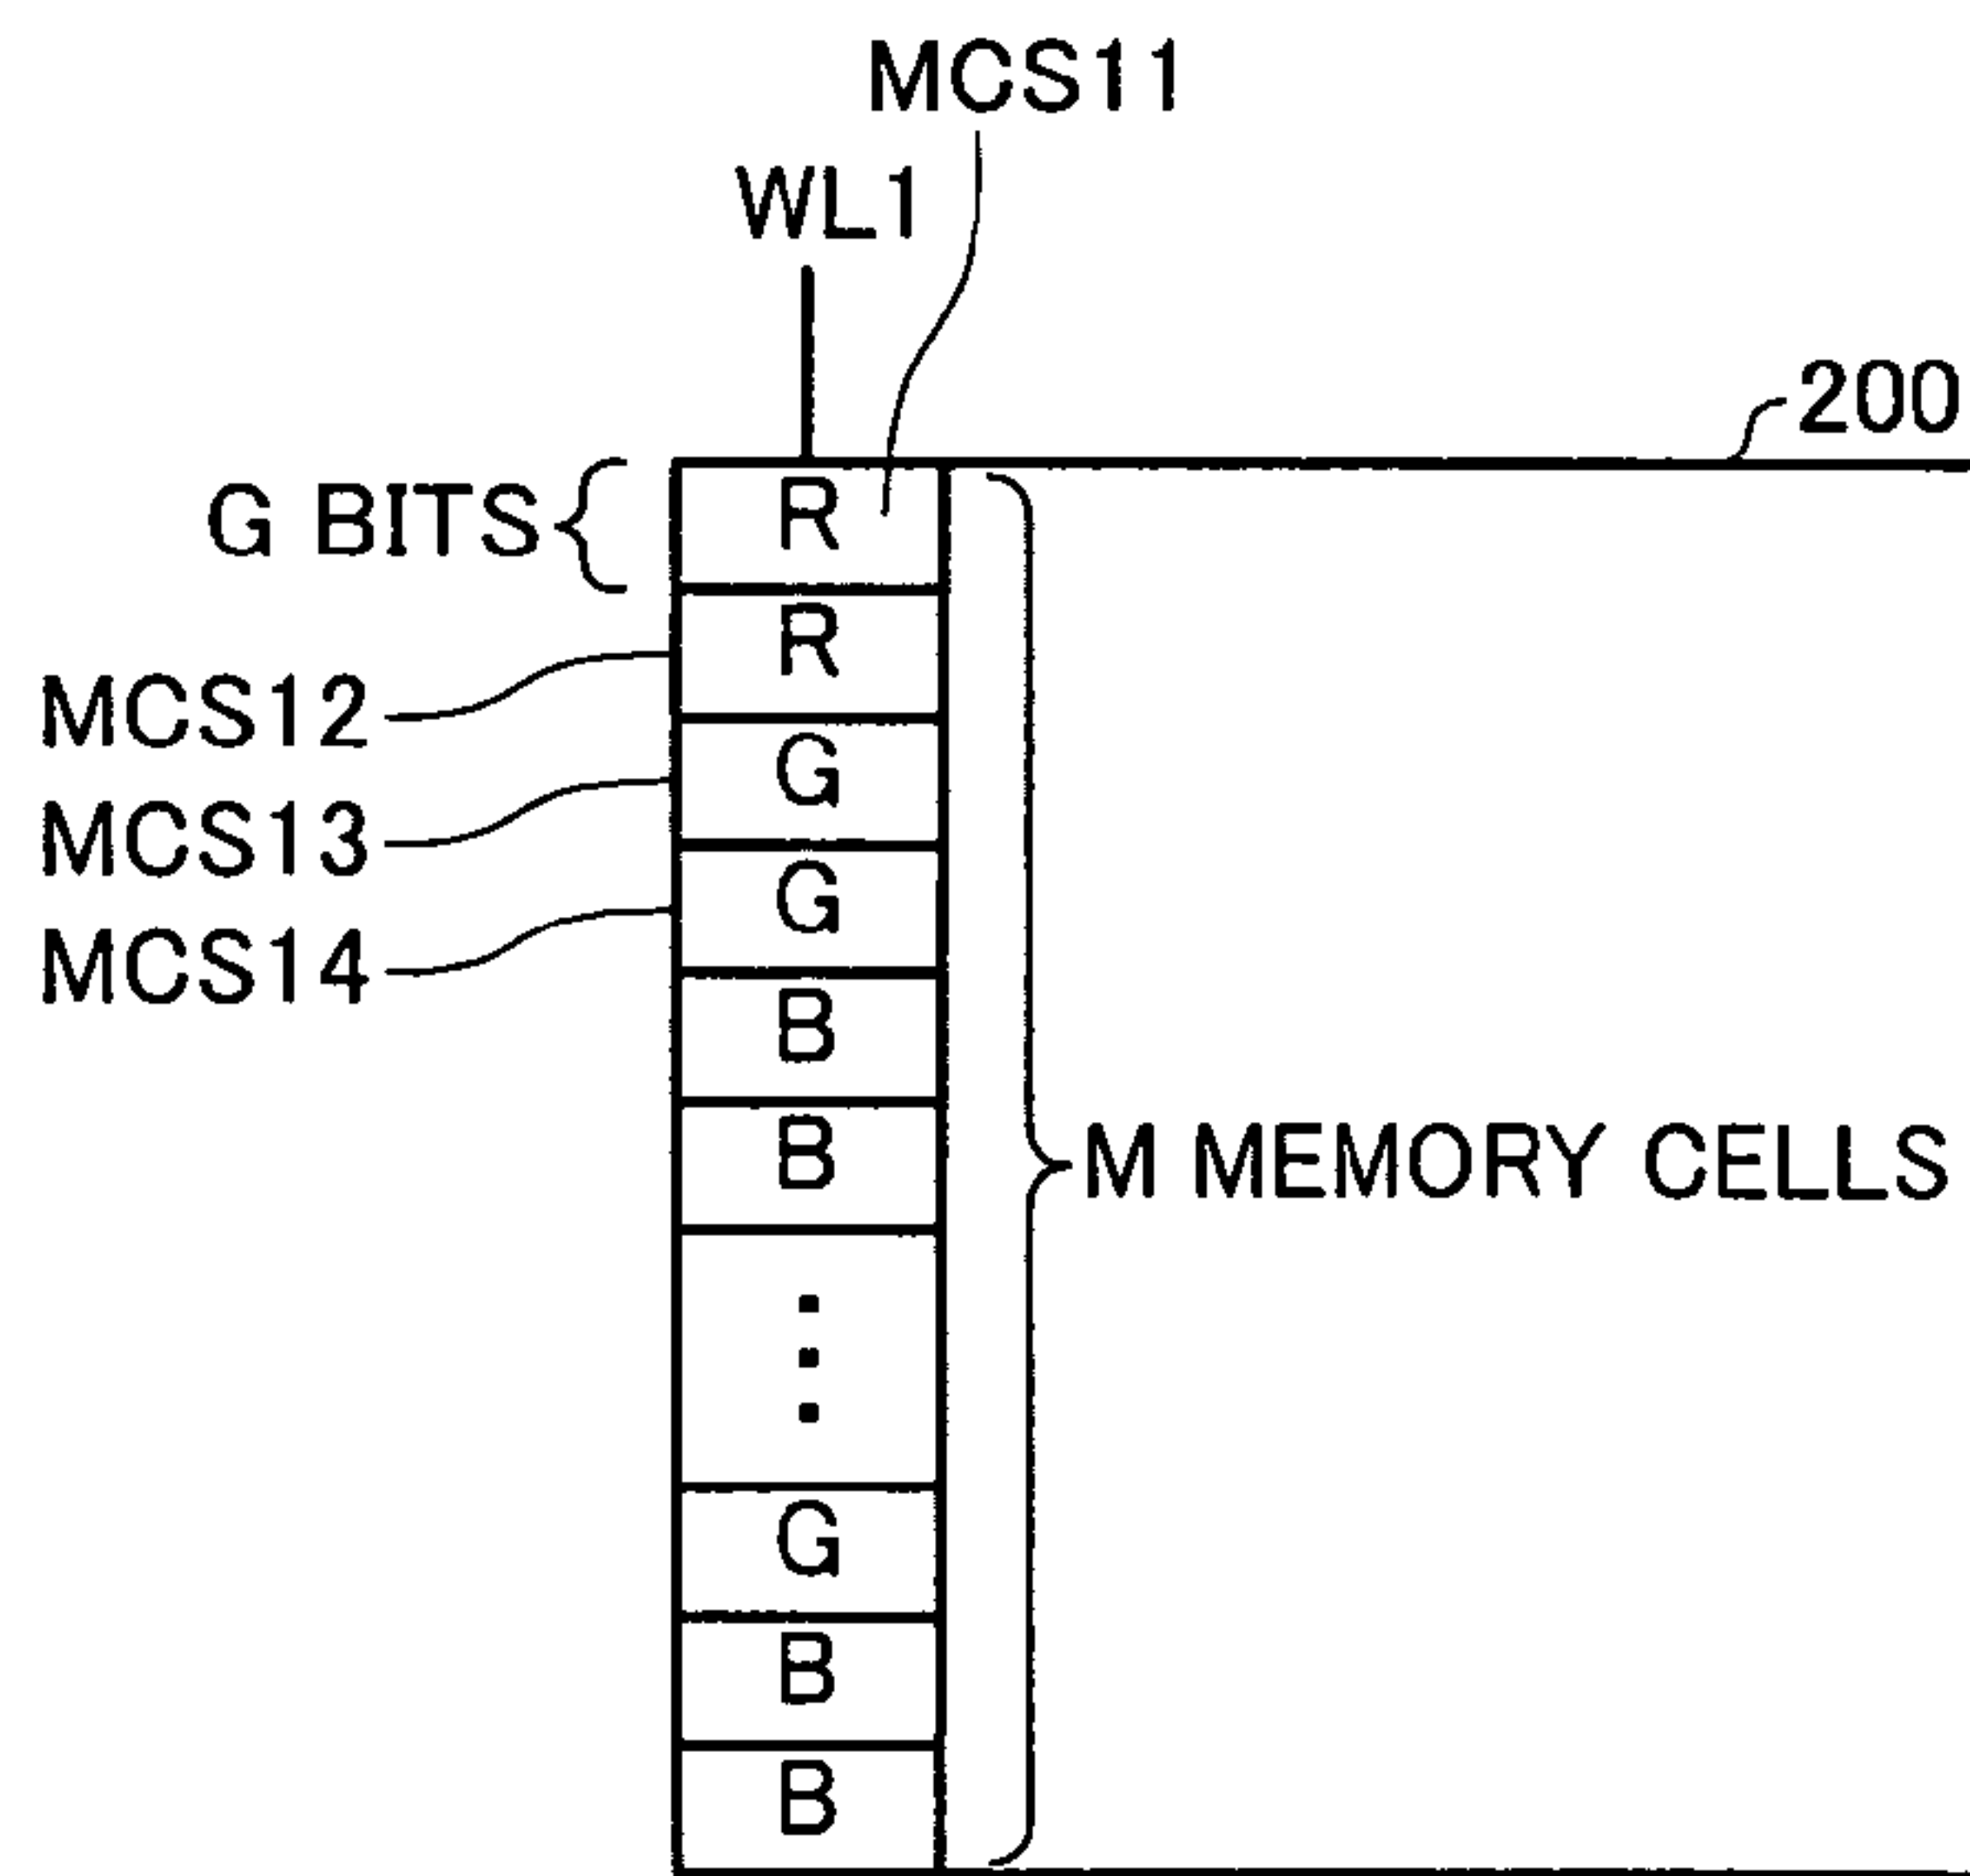 MCS11
WL1
200
G BITS
R
R
MCS12
G
MCS13
G
MCS14
B
B
M MEMORY CELLS
G
B
B